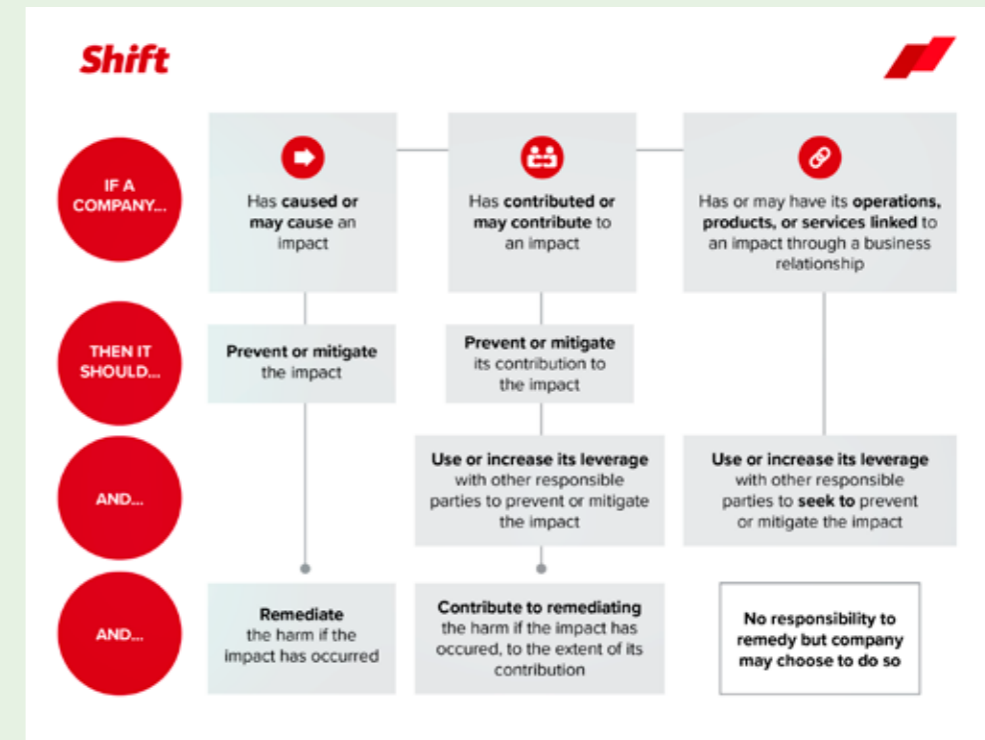 Shift
IF A
COMPANY...
Has caused or
may cause an
impact
Has contributed or
may contribute to
an impact
Has or may have its operations,
products, or services linked to
an impact through a business
relationship
THEN IT
SHOULD...
Prevent or mitigate
the impact
Prevent or mitigate
its contribution to
the impact
AND...
Use or increase its leverage
with other responsible
parties to prevent or mitigate
the impact
Use or increase its leverage
with other responsible
parties to seek to prevent
or mitigate the impact
AND...
Remediate
the harm if the
impact has occurred
Contribute to remediating
the harm if the impact has
occured, to the extent of its
contribution
No responsibility to
remedy but company
may choose to do so